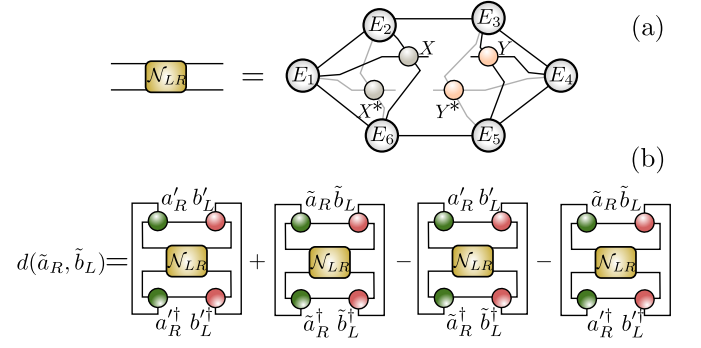 (a)
E_2 E_3
X Y
𝒩_{LR} = E_1 E_4
X* Y*
E_6 E_5
(b)
a'_R b'_L ã_R b̃_L a'_R b'_L ã_R b̃_L
d(ã_R, b̃_L) = 𝒩_{LR} + 𝒩_{LR} − 𝒩_{LR} − 𝒩_{LR}
a'^†_R b'^†_L ã^†_R b̃^†_L ã^†_R b̃^†_L a'^†_R b'^†_L